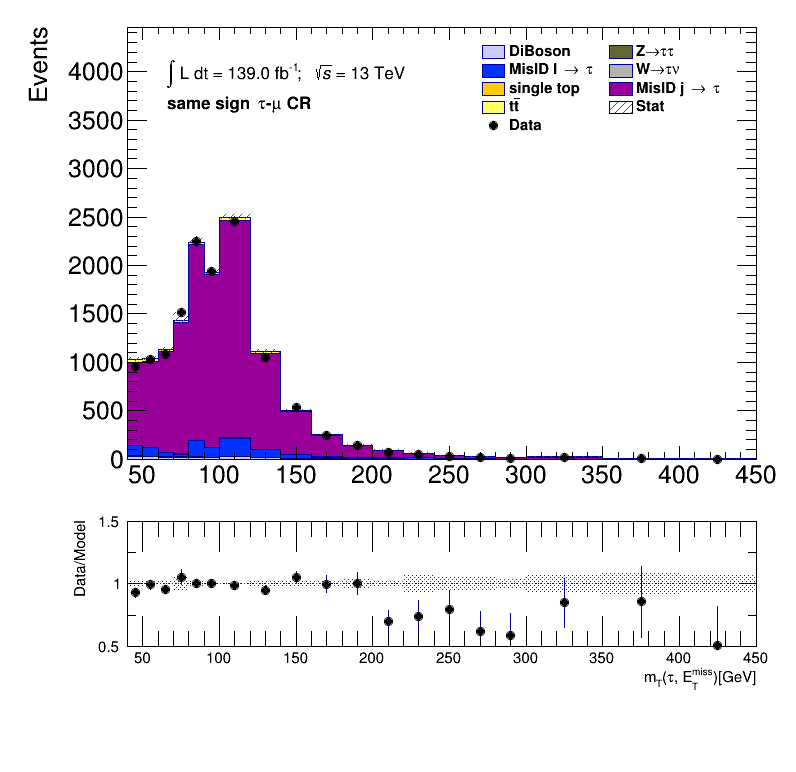 Events
4000
3500
3000
2500
2000
1500
1000
500
0
∫ L dt = 139.0 fb⁻¹; √s = 13 TeV
same sign τ-μ CR
DiBoson
MisID l → τ
single top
tt̄
Data
Z→ττ
W→τν
MisID j → τ
Stat
50 100 150 200 250 300 350 400 450
Data/Model
1.5
1
0.5
50 100 150 200 250 300 350 400 450
m_T(τ, E_T^miss)[GeV]